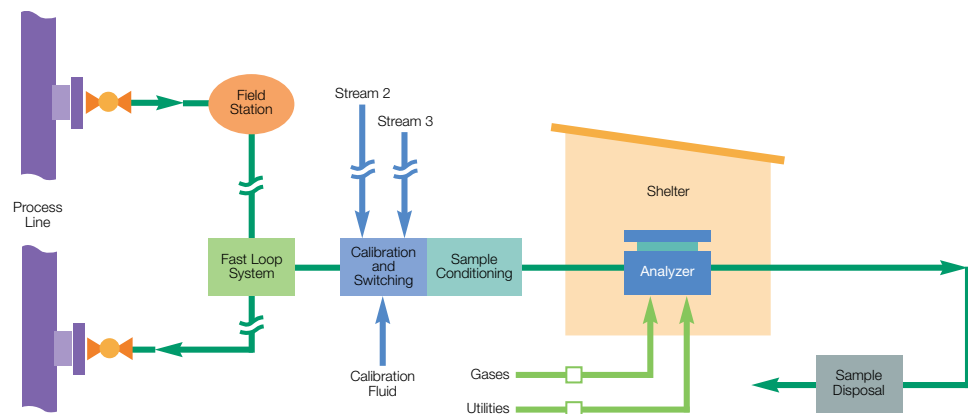 Field
Station
Stream 2
Stream 3
Process
Line
Shelter
Fast Loop
System
Calibration
and
Switching
Sample
Conditioning
Analyzer
Calibration
Fluid
Gases
Utilities
Sample
Disposal